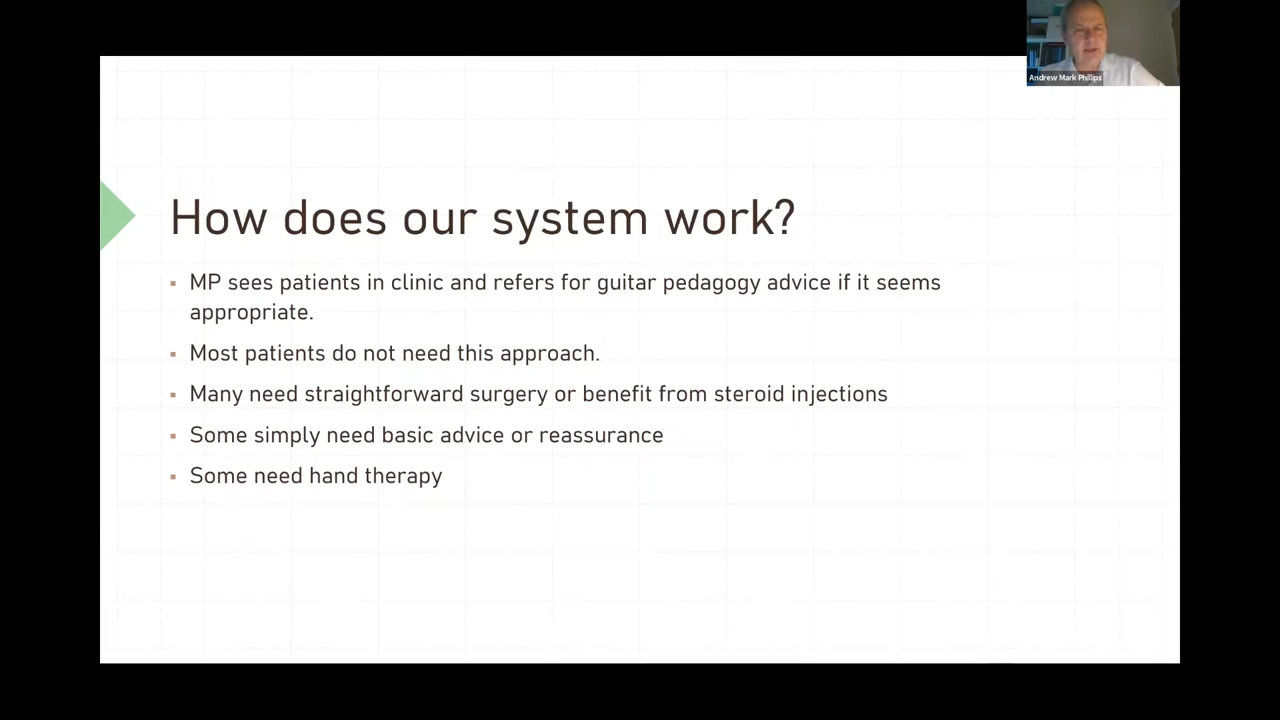 Andrew Mark Phillips
How does our system work?
▪ MP sees patients in clinic and refers for guitar pedagogy advice if it seems
appropriate.
▪ Most patients do not need this approach.
▪ Many need straightforward surgery or benefit from steroid injections
▪ Some simply need basic advice or reassurance
▪ Some need hand therapy